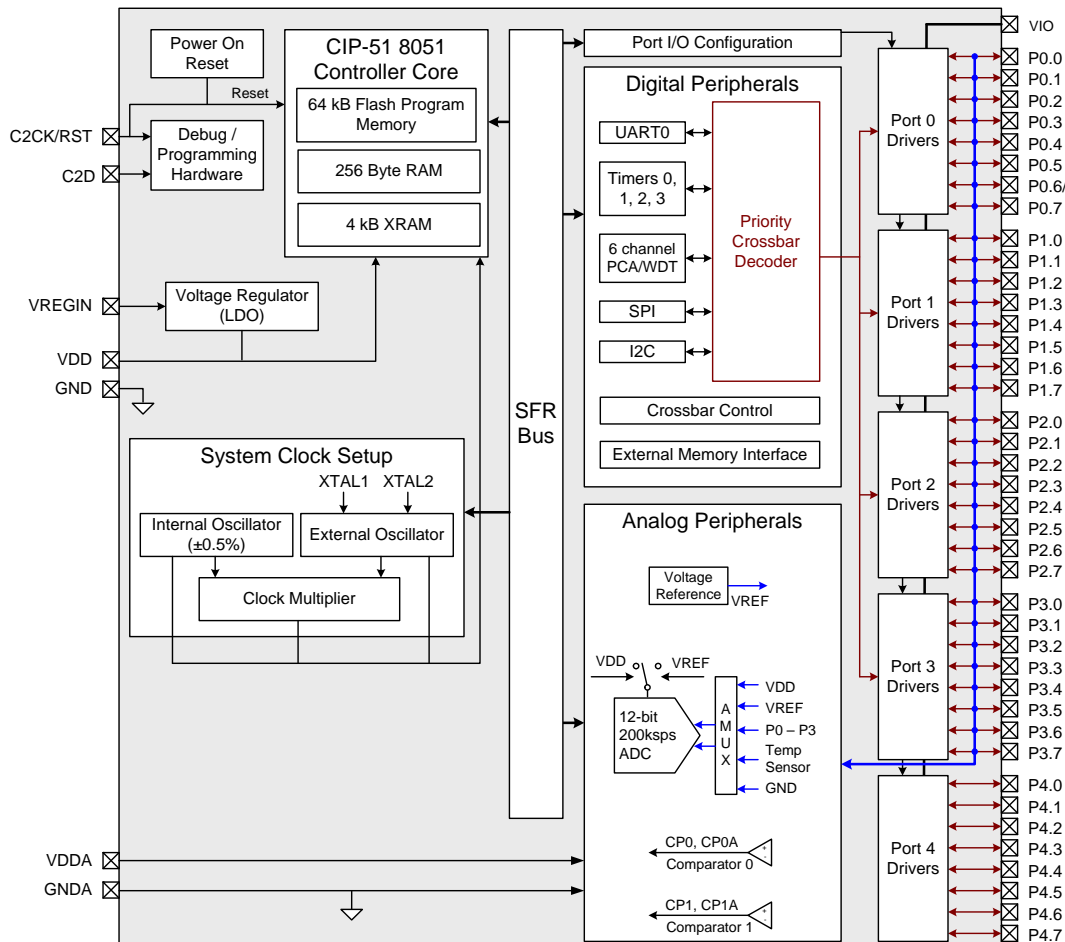 Power On
Reset
Reset
C2CK/RST
Debug /
Programming
Hardware
C2D
CIP-51 8051
Controller Core
64 kB Flash Program
Memory
256 Byte RAM
4 kB XRAM
VREGIN
Voltage Regulator
(LDO)
VDD
GND
System Clock Setup
XTAL1 XTAL2
Internal Oscillator
(±0.5%)
External Oscillator
Clock Multiplier
VDDA
GNDA
SFR
Bus
Port I/O Configuration
Digital Peripherals
UART0
Timers 0,
1, 2, 3
6 channel
PCA/WDT
SPI
I2C
Priority
Crossbar
Decoder
Crossbar Control
External Memory Interface
Analog Peripherals
Voltage
Reference
VREF
VDD
VREF
12-bit
200ksps
ADC
A
M
U
X
VDD
VREF
P0 – P3
Temp
Sensor
GND
CP0, CP0A
+
-
Comparator 0
CP1, CP1A
+
-
Comparator 1
Port 0
Drivers
Port 1
Drivers
Port 2
Drivers
Port 3
Drivers
Port 4
Drivers
VIO
P0.0
P0.1
P0.2
P0.3
P0.4
P0.5
P0.6/
P0.7
P1.0
P1.1
P1.2
P1.3
P1.4
P1.5
P1.6
P1.7
P2.0
P2.1
P2.2
P2.3
P2.4
P2.5
P2.6
P2.7
P3.0
P3.1
P3.2
P3.3
P3.4
P3.5
P3.6
P3.7
P4.0
P4.1
P4.2
P4.3
P4.4
P4.5
P4.6
P4.7